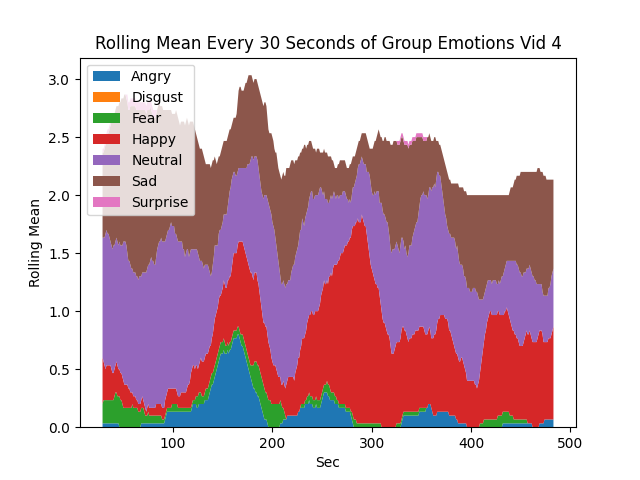 Rolling Mean Every 30 Seconds of Group Emotions Vid 4
Rolling Mean
3.0
2.5
2.0
1.5
1.0
0.5
0.0
Angry
Disgust
Fear
Happy
Neutral
Sad
Surprise
100 200 300 400 500
Sec